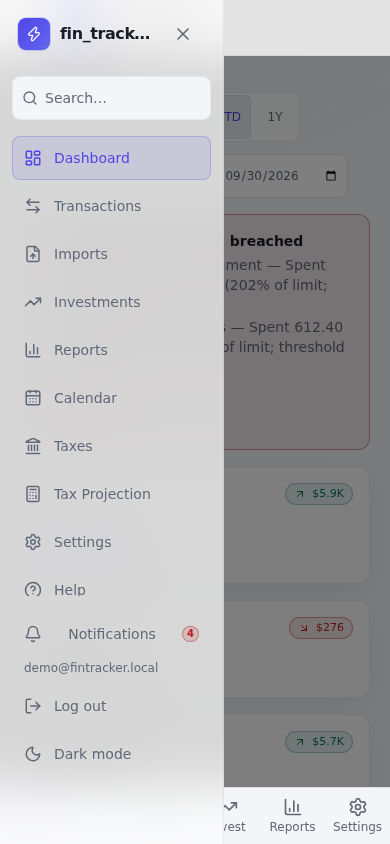 fin_track...
Search...
Dashboard
Transactions
Imports
Investments
Reports
Calendar
Taxes
Tax Projection
Settings
Help
Notifications 4
demo@fintracker.local
Log out
Dark mode
TD 1Y
09/30/2026
breached
ment — Spent
(202% of limit;
s — Spent 612.40
of limit; threshold
$5.9K
$276
$5.7K
vest Reports Settings